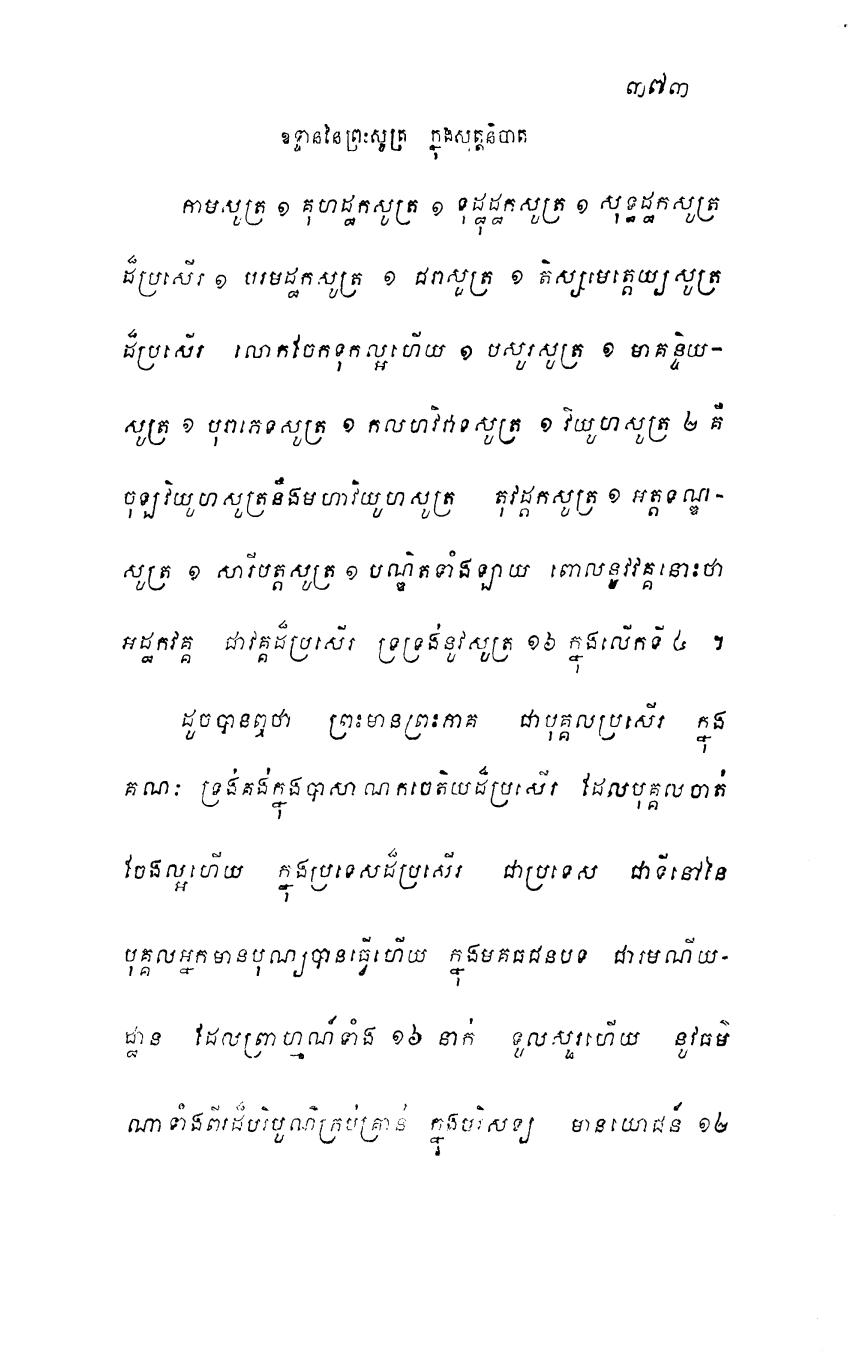 ៣៧៣
ឧទ្ទាននៃព្រះសូត្រ ក្នុងសុត្តនិបាត
កាមសូត្រ ១ គុហដ្ឋកសូត្រ ១ ទុដ្ឋដ្ឋកសូត្រ ១ សុទ្ធដ្ឋកសូត្រ
ដ៏ប្រសើរ ១ បរមដ្ឋកសូត្រ ១ ជរាសូត្រ ១ តិស្សមេត្តេយ្យសូត្រ
ដ៏ប្រសើរ លោកចែកទុកល្អហើយ ១ បសូរសូត្រ ១ មាគន្ទិយ-
សូត្រ ១ បុរាភេទសូត្រ ១ កលហវិវាទសូត្រ ១ វិយូហសូត្រ ២ គឺ
ចុឡវិយូហសូត្រនឹងមហាវិយូហសូត្រ តុវដ្តកសូត្រ ១ អត្តទណ្ឌ-
សូត្រ ១ សារីបត្តសូត្រ ១ បណ្ឌិតទាំងឡាយ ពោលនូវវគ្គនោះថា
អដ្ឋកវគ្គ ជាវគ្គដ៏ប្រសើរ ទ្រទ្រង់នូវសូត្រ ១៦ ក្នុងលើកទី ៤ ។
ដូចបានឮថា ព្រះមានព្រះភាគ ជាបុគ្គលប្រសើរ ក្នុង
គណៈ ទ្រង់គង់ក្នុងបាសាណកចេតិយដ៏ប្រសើរ ដែលបុគ្គលចាត់
ចែងល្អហើយ ក្នុងប្រទេសដ៏ប្រសើរ ជាប្រទេស ជាទីនៅនៃ
បុគ្គលអ្នកមានបុណ្យបានធ្វើហើយ ក្នុងមគធជនបទ ជារមណីយ-
ដ្ឋាន ដែលព្រាហ្មណ៍ទាំង ១៦ នាក់ ទូលសួរហើយ នូវធម៌
ណាទាំងពីរដ៏បរិបូណ៌គ្រប់គ្រាន់ ក្នុងបរិសទ្យ មានយោជន៍ ១២